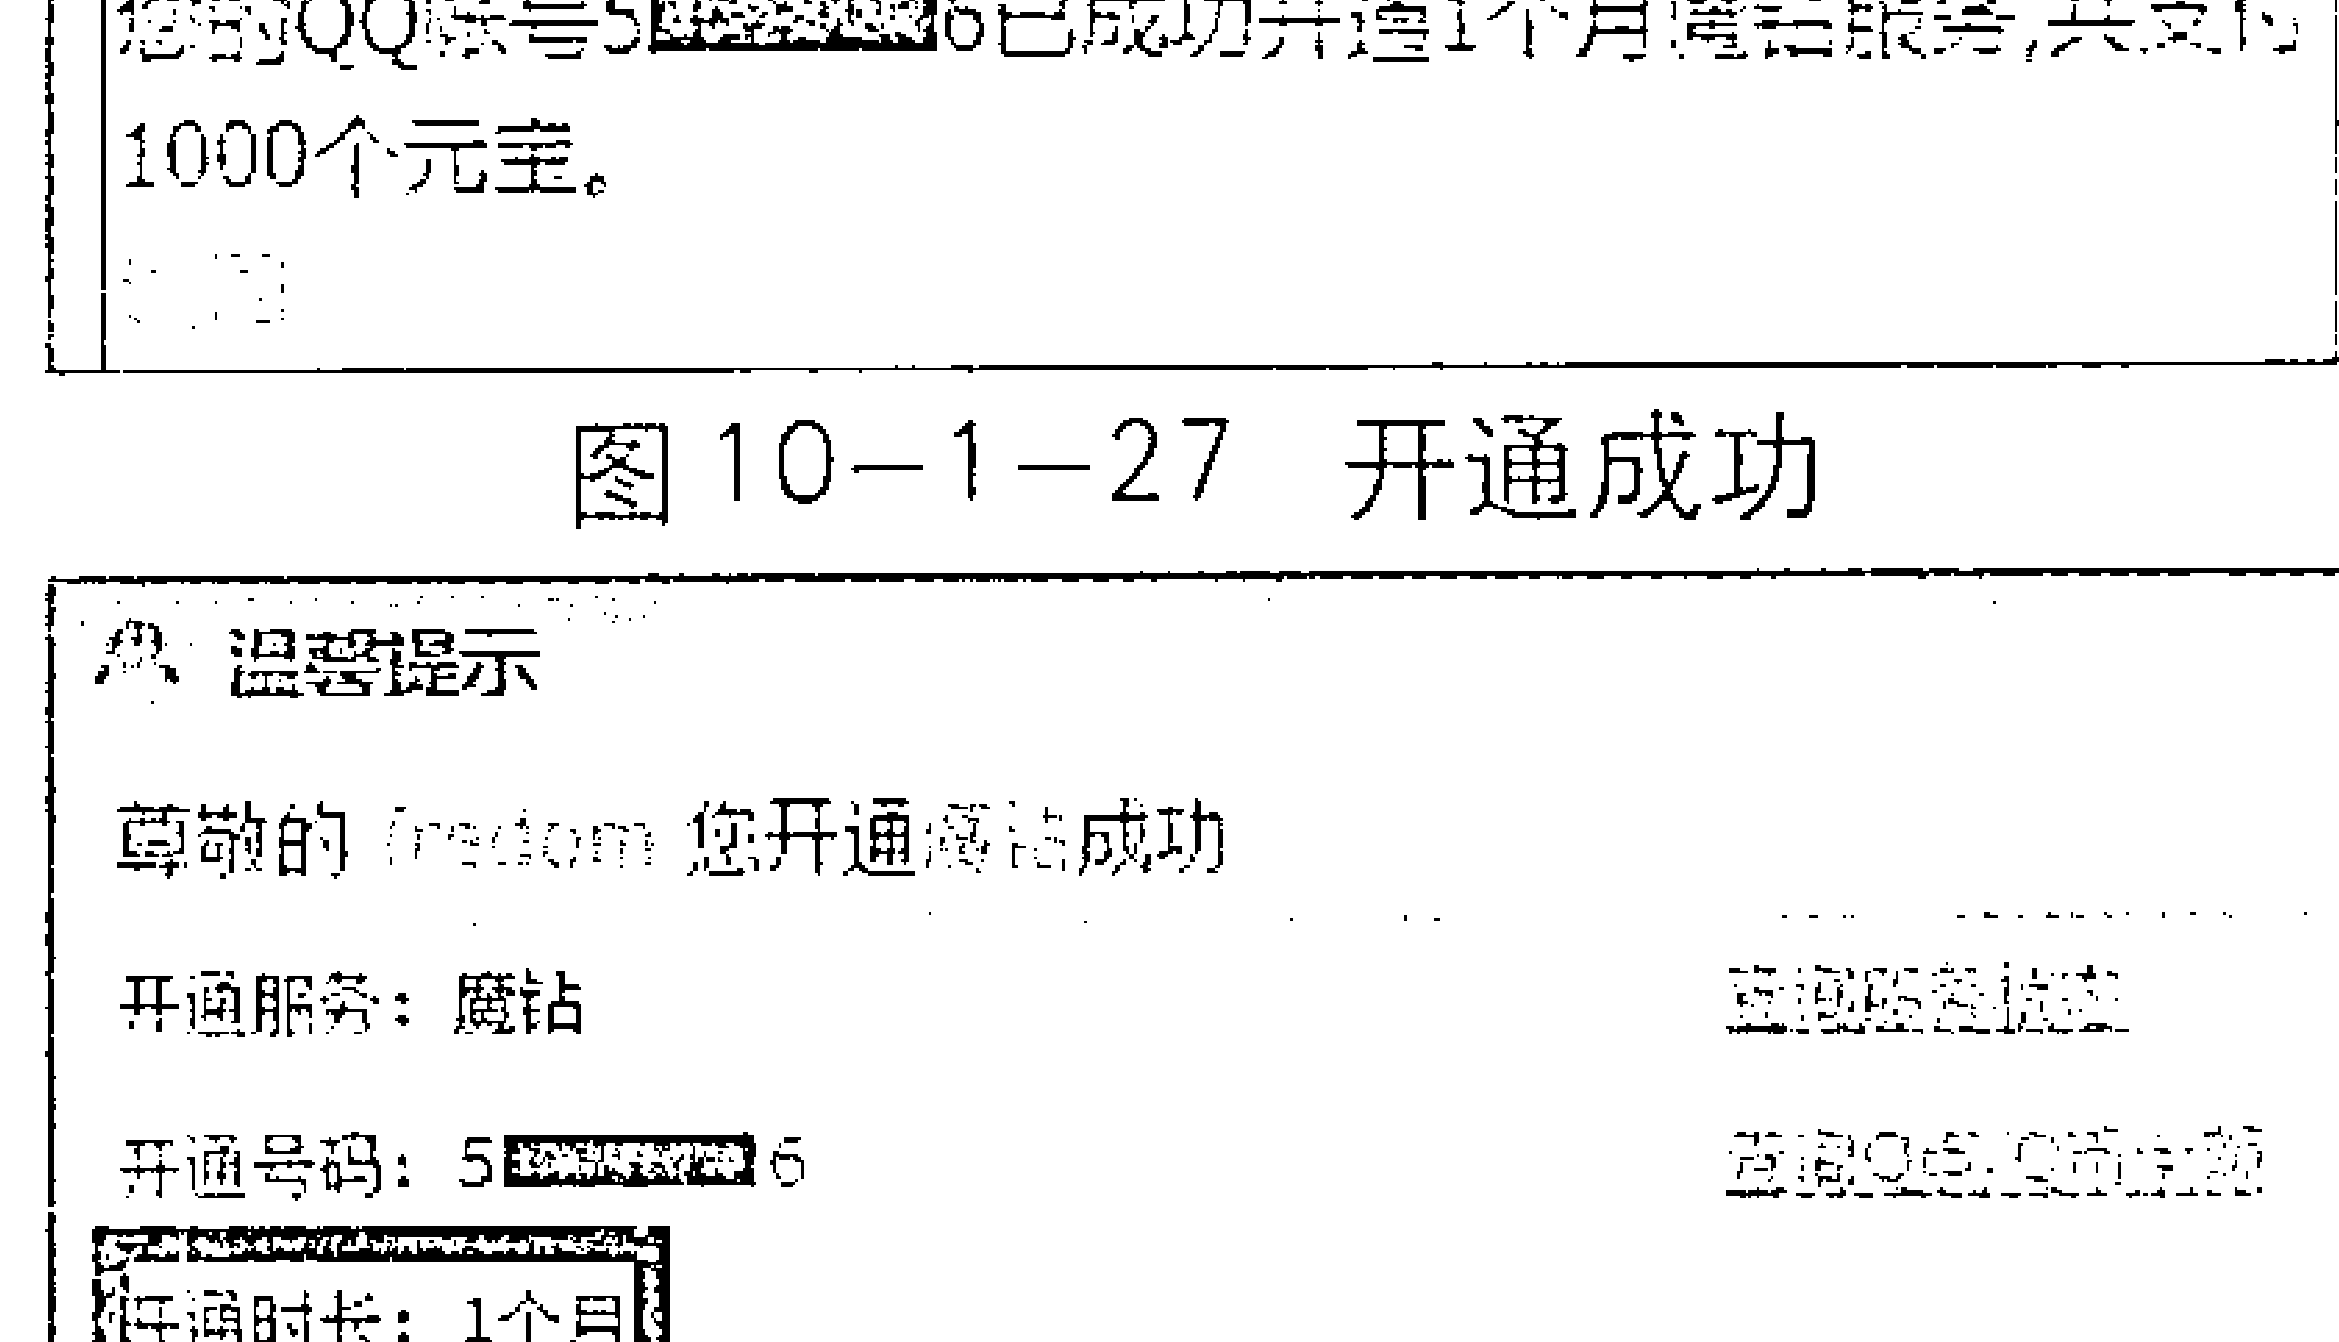 您的QQ账号5 6已成功开通1个月魔钻服务,共支付
1000个元宝。
图10-1-27 开通成功
温馨提示
尊敬的 fredom 您开通魔钻成功
开通服务：魔钻
开通号码：5 6
开通时长：1个月